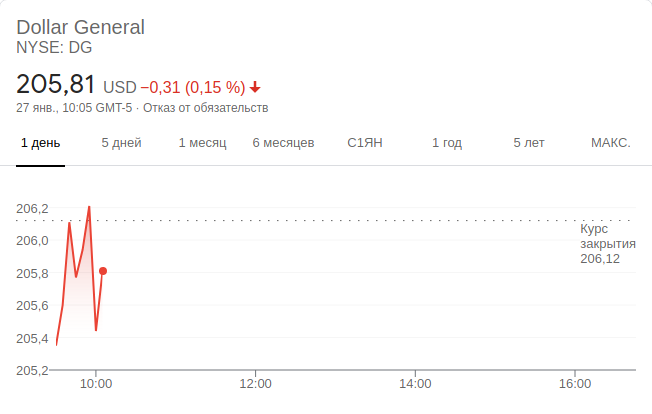 Dollar General
NYSE: DG
205,81 USD −0,31 (0,15 %)
27 янв., 10:05 GMT-5 · Отказ от обязательств
1 день 5 дней 1 месяц 6 месяцев С1ЯН 1 год 5 лет МАКС.
206,2
Курс
206,0
закрытия
206,12
205,8
205,6
205,4
205,2
10:00 12:00 14:00 16:00